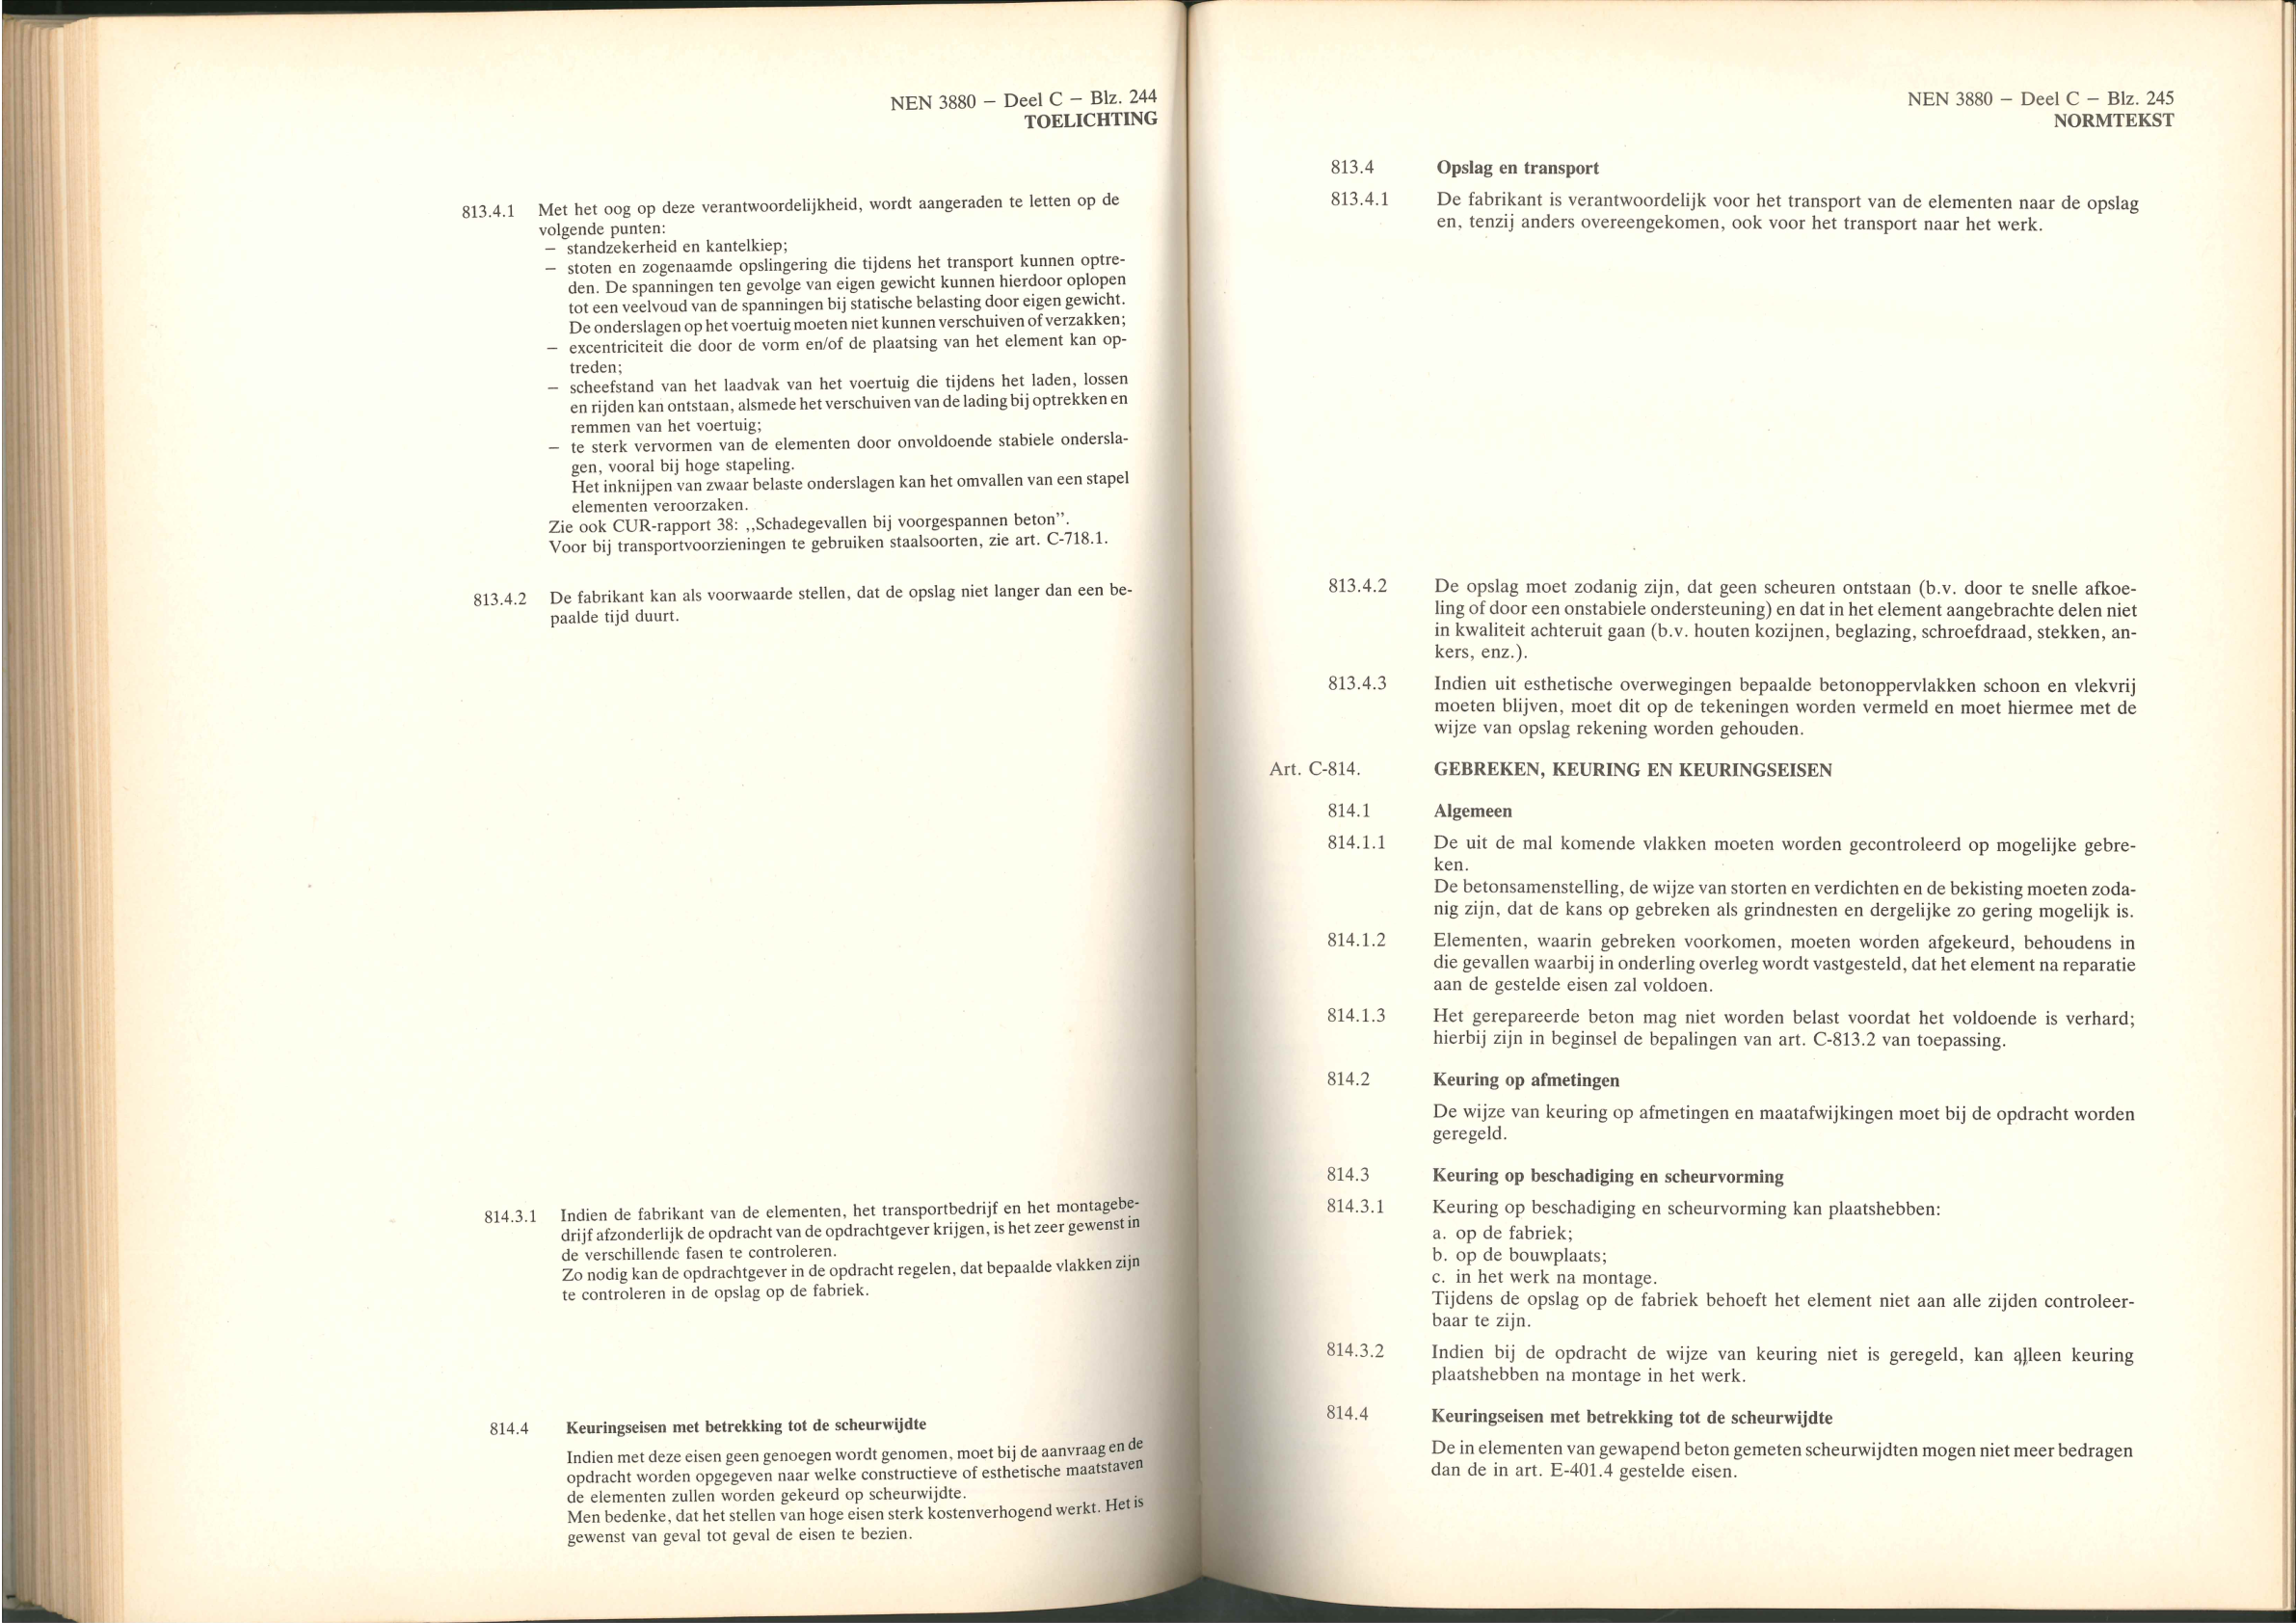 NEN 3880 — Deel C — Blz. 244
TOELICHTING
813.4.1 Met het oog op deze verantwoordelijkheid, wordt aangeraden te letten op de
volgende punten:
— standzekerheid en kantelkiep;
— stoten en zogenaamde opslingering die tijdens het transport kunnen optre-
den. De spanningen ten gevolge van eigen gewicht kunnen hierdoor oplopen
tot een veelvoud van de spanningen bij statische belasting door eigen gewicht.
De onderslagen op het voertuig moeten niet kunnen verschuiven of verzakken;
— excentriciteit die door de vorm en/of de plaatsing van het element kan op-
treden;
— scheefstand van het laadvak van het voertuig die tijdens het laden, lossen
en rijden kan ontstaan, alsmede het verschuiven van de lading bij optrekken en
remmen van het voertuig;
— te sterk vervormen van de elementen door onvoldoende stabiele ondersla-
gen, vooral bij hoge stapeling.
Het inknijpen van zwaar belaste onderslagen kan het omvallen van een stapel
elementen veroorzaken.
Zie ook CUR-rapport 38: ,,Schadegevallen bij voorgespannen beton”.
Voor bij transportvoorzieningen te gebruiken staalsoorten, zie art. C-718.1.
813.4.2 De fabrikant kan als voorwaarde stellen, dat de opslag niet langer dan een be-
paalde tijd duurt.
814.3.1 Indien de fabrikant van de elementen, het transportbedrijf en het montagebe-
drijf afzonderlijk de opdracht van de opdrachtgever krijgen, is het zeer gewenst in
de verschillende fasen te controleren.
Zo nodig kan de opdrachtgever in de opdracht regelen, dat bepaalde vlakken zijn
te controleren in de opslag op de fabriek.
814.4 Keuringseisen met betrekking tot de scheurwijdte
Indien met deze eisen geen genoegen wordt genomen, moet bij de aanvraag en de
opdracht worden opgegeven naar welke constructieve of esthetische maatstaven
de elementen zullen worden gekeurd op scheurwijdte.
Men bedenke, dat het stellen van hoge eisen sterk kostenverhogend werkt. Het is
gewenst van geval tot geval de eisen te bezien.
NEN 3880 — Deel C — Blz. 245
NORMTEKST
813.4 Opslag en transport
813.4.1 De fabrikant is verantwoordelijk voor het transport van de elementen naar de opslag
en, tenzij anders overeengekomen, ook voor het transport naar het werk.
813.4.2 De opslag moet zodanig zijn, dat geen scheuren ontstaan (b.v. door te snelle afkoe-
ling of door een onstabiele ondersteuning) en dat in het element aangebrachte delen niet
in kwaliteit achteruit gaan (b.v. houten kozijnen, beglazing, schroefdraad, stekken, an-
kers, enz.).
813.4.3 Indien uit esthetische overwegingen bepaalde betonoppervlakken schoon en vlekvrij
moeten blijven, moet dit op de tekeningen worden vermeld en moet hiermee met de
wijze van opslag rekening worden gehouden.
Art. C-814. GEBREKEN, KEURING EN KEURINGSEISEN
814.1 Algemeen
814.1.1 De uit de mal komende vlakken moeten worden gecontroleerd op mogelijke gebre-
ken.
De betonsamenstelling, de wijze van storten en verdichten en de bekisting moeten zoda-
nig zijn, dat de kans op gebreken als grindnesten en dergelijke zo gering mogelijk is.
814.1.2 Elementen, waarin gebreken voorkomen, moeten worden afgekeurd, behoudens in
die gevallen waarbij in onderling overleg wordt vastgesteld, dat het element na reparatie
aan de gestelde eisen zal voldoen.
814.1.3 Het gerepareerde beton mag niet worden belast voordat het voldoende is verhard;
hierbij zijn in beginsel de bepalingen van art. C-813.2 van toepassing.
814.2 Keuring op afmetingen
De wijze van keuring op afmetingen en maatafwijkingen moet bij de opdracht worden
geregeld.
814.3 Keuring op beschadiging en scheurvorming
814.3.1 Keuring op beschadiging en scheurvorming kan plaatshebben:
a. op de fabriek;
b. op de bouwplaats;
c. in het werk na montage.
Tijdens de opslag op de fabriek behoeft het element niet aan alle zijden controleer-
baar te zijn.
814.3.2 Indien bij de opdracht de wijze van keuring niet is geregeld, kan alleen keuring
plaatshebben na montage in het werk.
814.4 Keuringseisen met betrekking tot de scheurwijdte
De in elementen van gewapend beton gemeten scheurwijdten mogen niet meer bedragen
dan de in art. E-401.4 gestelde eisen.